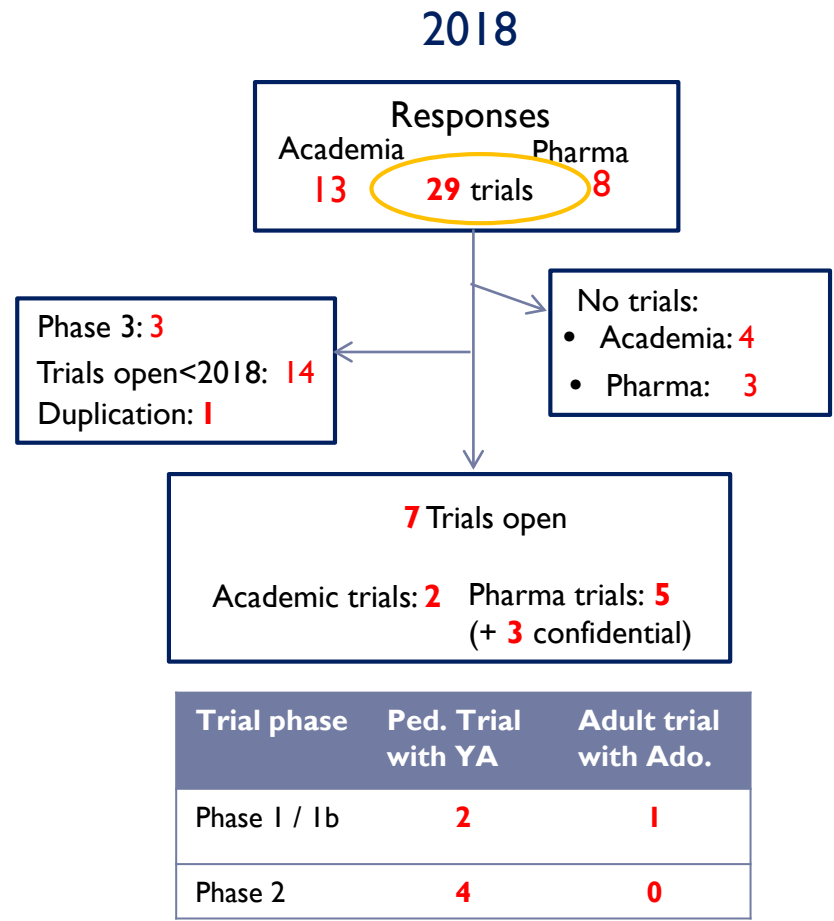 2018
Responses
Academia Pharma
13 29 trials 8
Phase 3: 3
Trials open<2018: 14
Duplication: 1
No trials:
• Academia: 4
• Pharma: 3
7 Trials open
Academic trials: 2 Pharma trials: 5
(+ 3 confidential)
Trial phase Ped. Trial with YA Adult trial with Ado.
Phase 1 / 1b 2 1
Phase 2 4 0